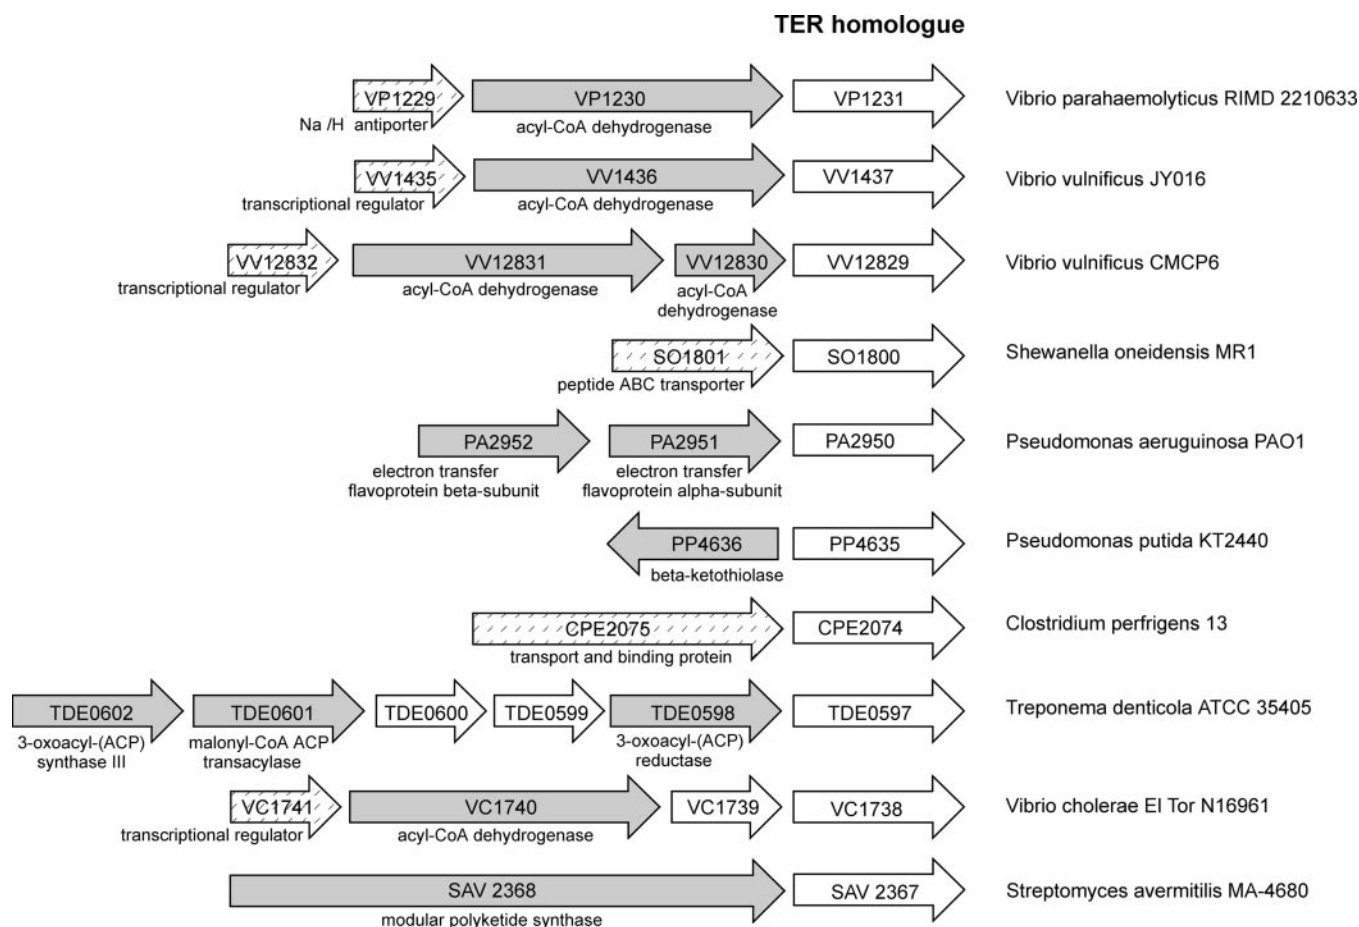 TER homologue
VP1229 VP1230 VP1231 Vibrio parahaemolyticus RIMD 2210633
Na /H antiporter acyl-CoA dehydrogenase
VV1435 VV1436 VV1437 Vibrio vulnificus JY016
transcriptional regulator acyl-CoA dehydrogenase
VV12832 VV12831 VV12830 VV12829 Vibrio vulnificus CMCP6
transcriptional regulator acyl-CoA dehydrogenase acyl-CoA
dehydrogenase
SO1801 SO1800 Shewanella oneidensis MR1
peptide ABC transporter
PA2952 PA2951 PA2950 Pseudomonas aeruginosa PAO1
electron transfer electron transfer
flavoprotein beta-subunit flavoprotein alpha-subunit
PP4636 PP4635 Pseudomonas putida KT2440
beta-ketothiolase
CPE2075 CPE2074 Clostridium perfrigens 13
transport and binding protein
TDE0602 TDE0601 TDE0600 TDE0599 TDE0598 TDE0597 Treponema denticola ATCC 35405
3-oxoacyl-(ACP) malonyl-CoA ACP 3-oxoacyl-(ACP)
synthase III transacylase reductase
VC1741 VC1740 VC1739 VC1738 Vibrio cholerae El Tor N16961
transcriptional regulator acyl-CoA dehydrogenase
SAV 2368 SAV 2367 Streptomyces avermitilis MA-4680
modular polyketide synthase